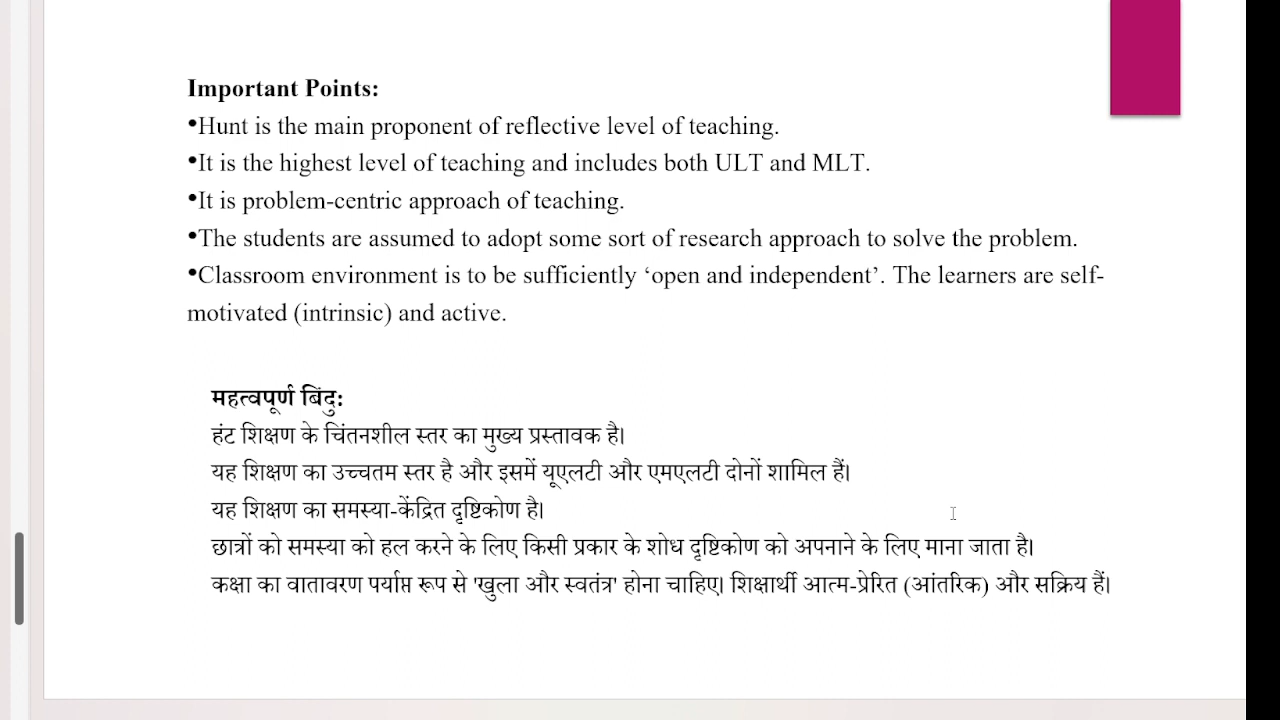 Important Points:
•Hunt is the main proponent of reflective level of teaching.
•It is the highest level of teaching and includes both ULT and MLT.
•It is problem-centric approach of teaching.
•The students are assumed to adopt some sort of research approach to solve the problem.
•Classroom environment is to be sufficiently ‘open and independent’. The learners are self-
motivated (intrinsic) and active.
महत्वपूर्ण बिंदु:
हंट शिक्षण के चिंतनशील स्तर का मुख्य प्रस्तावक है।
यह शिक्षण का उच्चतम स्तर है और इसमें यूएलटी और एमएलटी दोनों शामिल हैं।
यह शिक्षण का समस्या-केंद्रित दृष्टिकोण है।
छात्रों को समस्या को हल करने के लिए किसी प्रकार के शोध दृष्टिकोण को अपनाने के लिए माना जाता है।
कक्षा का वातावरण पर्याप्त रूप से 'खुला और स्वतंत्र' होना चाहिए। शिक्षार्थी आत्म-प्रेरित (आंतरिक) और सक्रिय हैं।